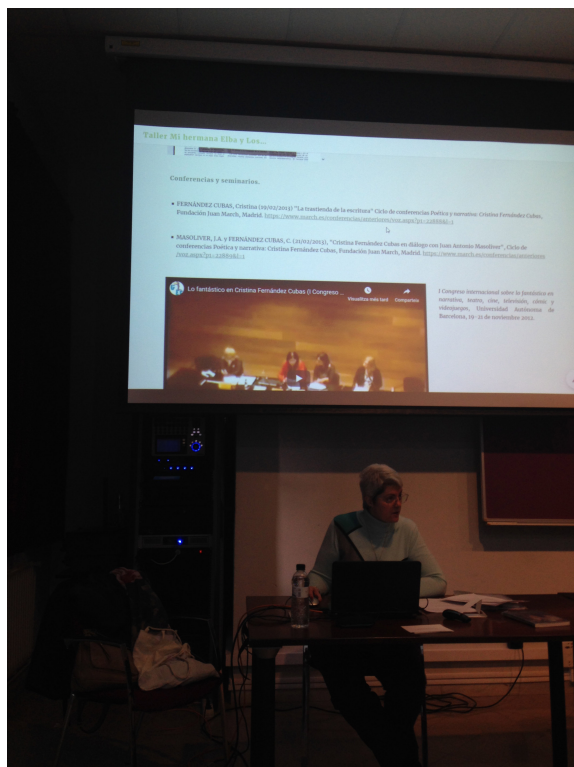 Taller Mi hermana Elba y Los...
Conferencias y seminarios.
• FERNÁNDEZ CUBAS, Cristina (19/03/2013) "La trastienda de la escritura" Ciclo de conferencias Poética y narrativa: Cristina Fernández Cubas,
Fundación Juan March, Madrid.
• MASOLIVER, J.A. y FERNÁNDEZ CUBAS, C. (21/03/2013), "Cristina Fernández Cubas en diálogo con Juan Antonio Masoliver", Ciclo de
conferencias Poética y narrativa: Cristina Fernández Cubas, Fundación Juan March, Madrid.
Lo fantástico en Cristina Fernández Cubas (I Congreso ...
Visualizar más tard
Comparteix
I Congreso internacional sobre lo fantástico en
narrativa, teatro, cine, televisión, cómic y
videojuegos, Universidad Autónoma de
Barcelona, 19-21 de noviembre 2012.